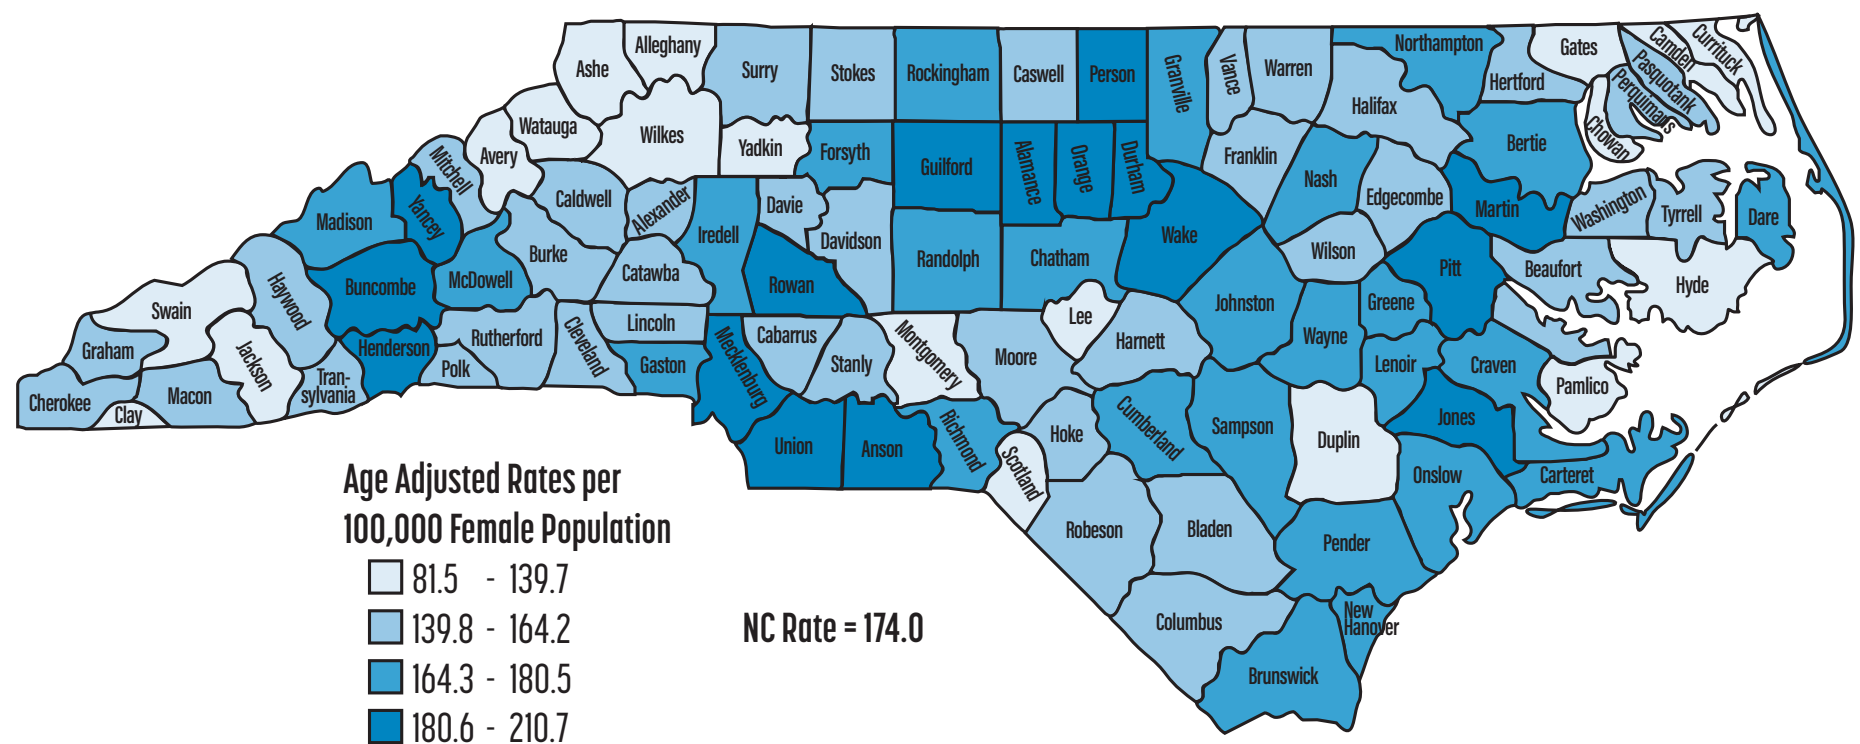 Alleghany
Ashe
Surry
Stokes
Rockingham
Caswell
Person
Granville
Vance
Warren
Northampton
Hertford
Gates
Camden
Currituck
Pasquotank
Perquimans
Chowan
Halifax
Bertie
Watauga
Wilkes
Yadkin
Forsyth
Guilford
Alamance
Orange
Durham
Franklin
Nash
Edgecombe
Martin
Washington
Tyrrell
Dare
Avery
Mitchell
Yancey
Madison
Caldwell
Alexander
Iredell
Davie
Davidson
Randolph
Chatham
Wake
Wilson
Pitt
Beaufort
Hyde
Haywood
Buncombe
McDowell
Burke
Catawba
Rowan
Johnston
Greene
Wayne
Lee
Harnett
Swain
Graham
Jackson
Henderson
Rutherford
Polk
Cleveland
Lincoln
Gaston
Mecklenburg
Cabarrus
Stanly
Montgomery
Moore
Lenoir
Craven
Pamlico
Cherokee
Clay
Macon
Tran-
sylvania
Union
Anson
Richmond
Scotland
Hoke
Cumberland
Sampson
Duplin
Jones
Onslow
Carteret
Robeson
Bladen
Pender
Columbus
New
Hanover
Brunswick
Age Adjusted Rates per
100,000 Female Population
81.5 - 139.7
139.8 - 164.2
164.3 - 180.5
180.6 - 210.7
NC Rate = 174.0